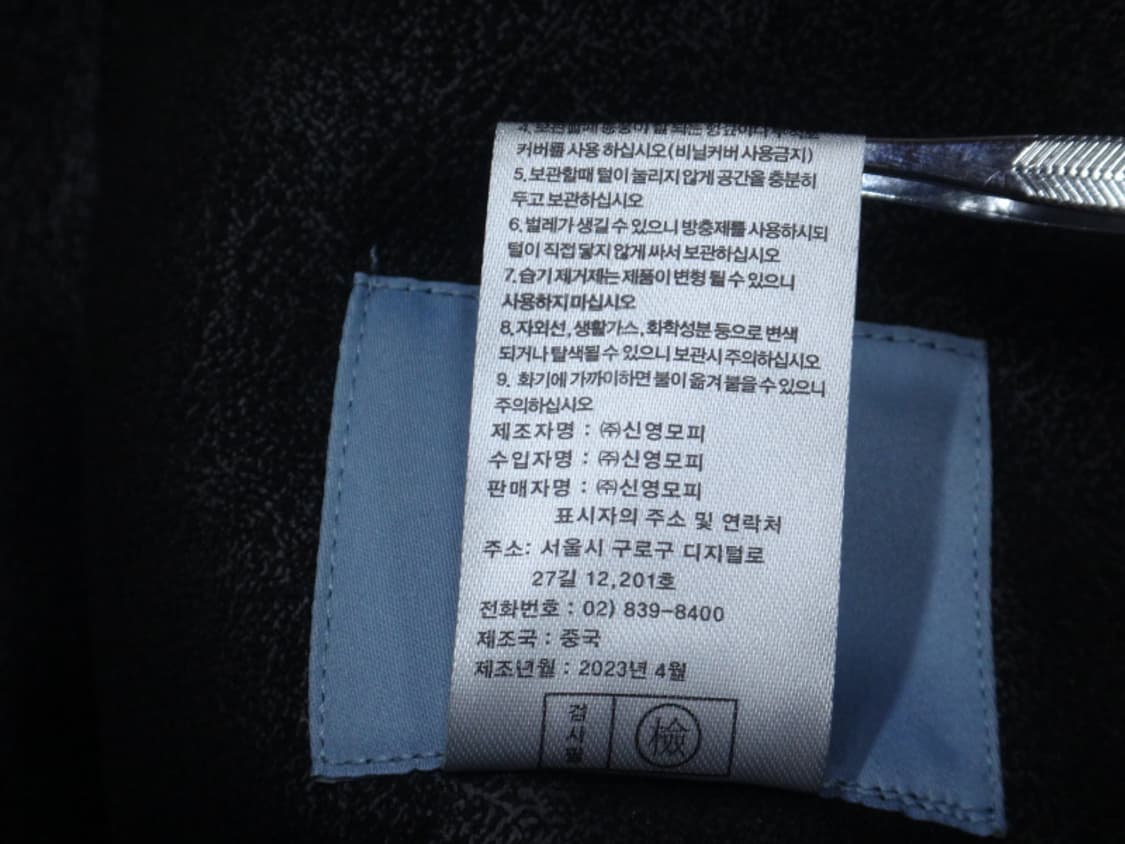 커버를 사용 하십시오(비닐커버 사용금지)
5. 보관할때 털이 눌리지 않게 공간을 충분히
두고 보관하십시오
6. 벌레가 생길 수 있으니 방충제를 사용하시되
털이 직접 닿지 않게 싸서 보관하십시오
7. 습기 제거제는 제품이 변형 될 수 있으니
사용하지마십시오
8. 자외선, 생활가스, 화학성분 등으로 변색
되거나 탈색될 수 있으니 보관시 주의하십시오
9. 화기에 가까이하면 불이 옮겨 붙을 수 있으니
주의하십시오
제조자명 : ㈜신영모피
수입자명 : ㈜신영모피
판매자명 : ㈜신영모피
표시자의 주소 및 연락처
주소: 서울시 구로구 디지털로
27길 12,201호
전화번호 : 02) 839-8400
제조국 : 중국
제조년월 : 2023년 4월
검사필
檢